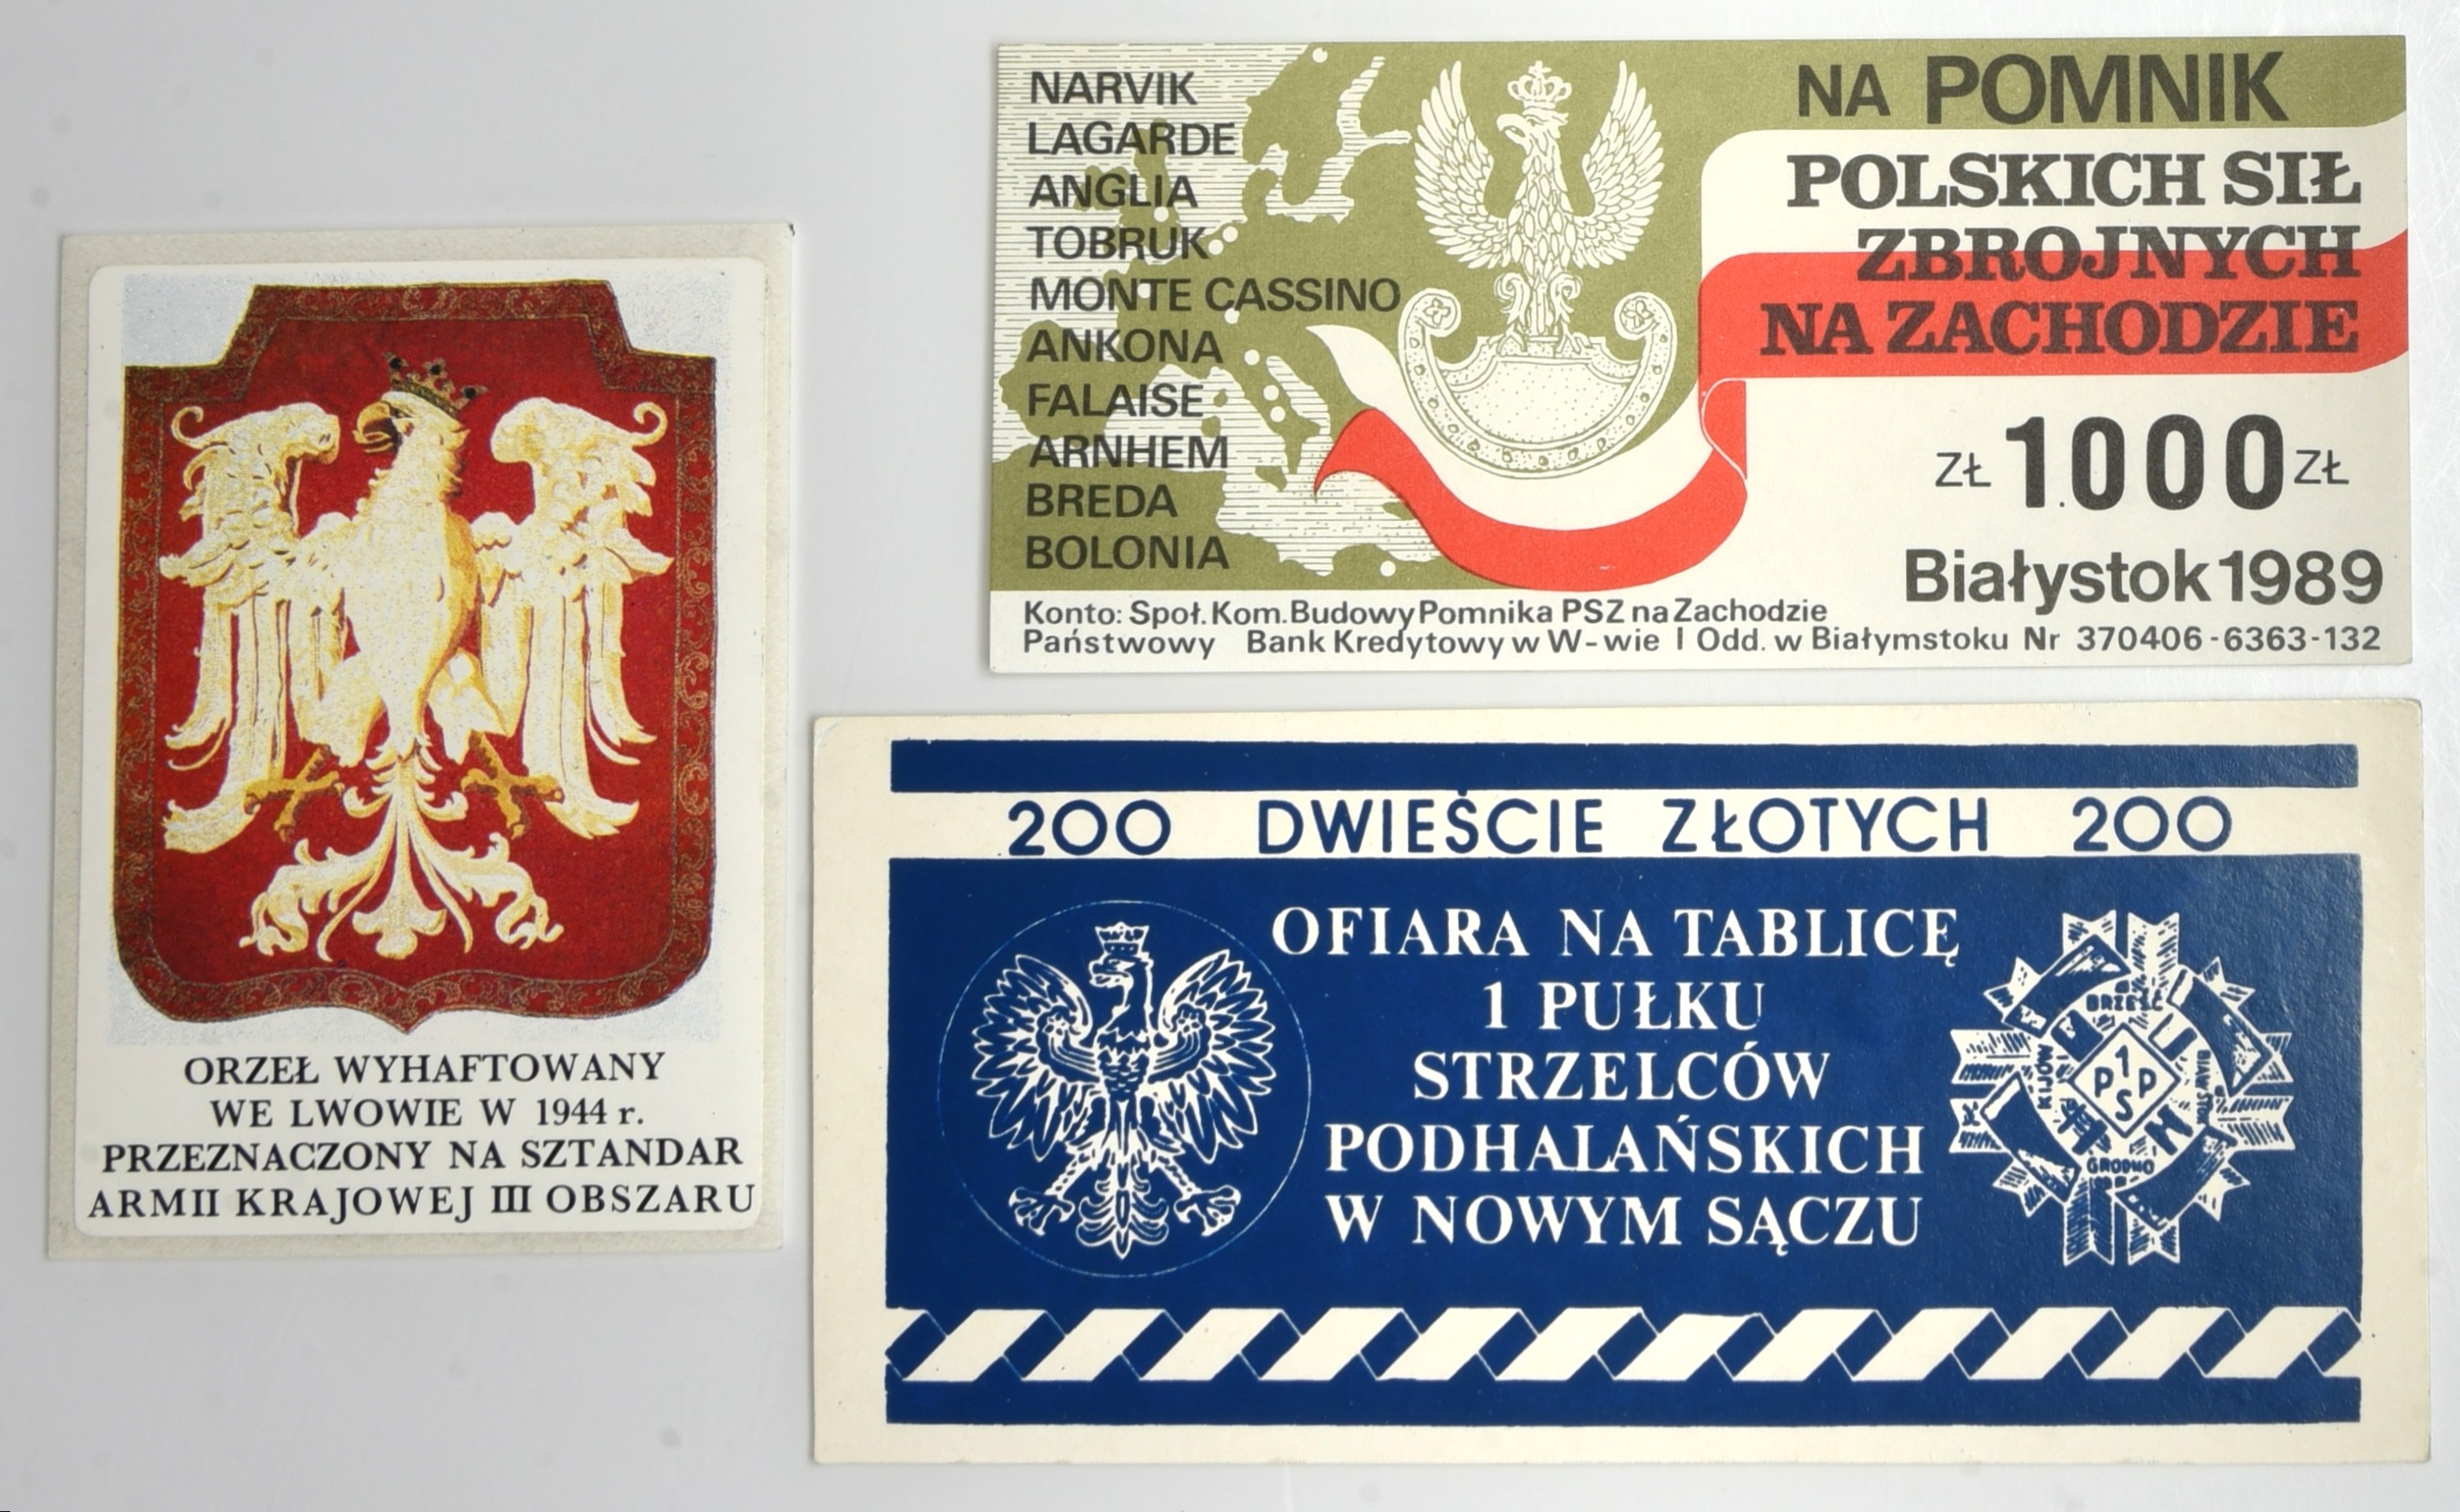 ORZEŁ WYHAFTOWANY
WE LWOWIE W 1944 r.
PRZEZNACZONY NA SZTANDAR
ARMII KRAJOWEJ III OBSZARU
NARVIK
LAGARDE
ANGLIA
TOBRUK
MONTE CASSINO
ANKONA
FALAISE
ARNHEM
BREDA
BOLONIA
NA POMNIK
POLSKICH SIŁ
ZBROJNYCH
NA ZACHODZIE
ZŁ 1.000 ZŁ
Białystok 1989
Konto: Społ. Kom. Budowy Pomnika PSZ na Zachodzie
Państwowy Bank Kredytowy w W-wie I Odd. w Białymstoku Nr 370406-6363-132
200 DWIEŚCIE ZŁOTYCH 200
OFIARA NA TABLICĘ
1 PUŁKU
STRZELCÓW
PODHALAŃSKICH
W NOWYM SĄCZU
BRZEŚĆ
1
P P
S
GRODNO